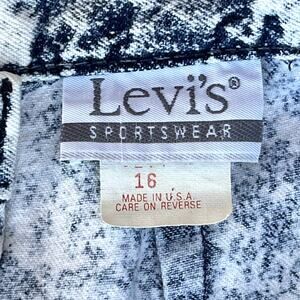 Levi's®
SPORTSWEAR
16
MADE IN U.S.A.
CARE ON REVERSE